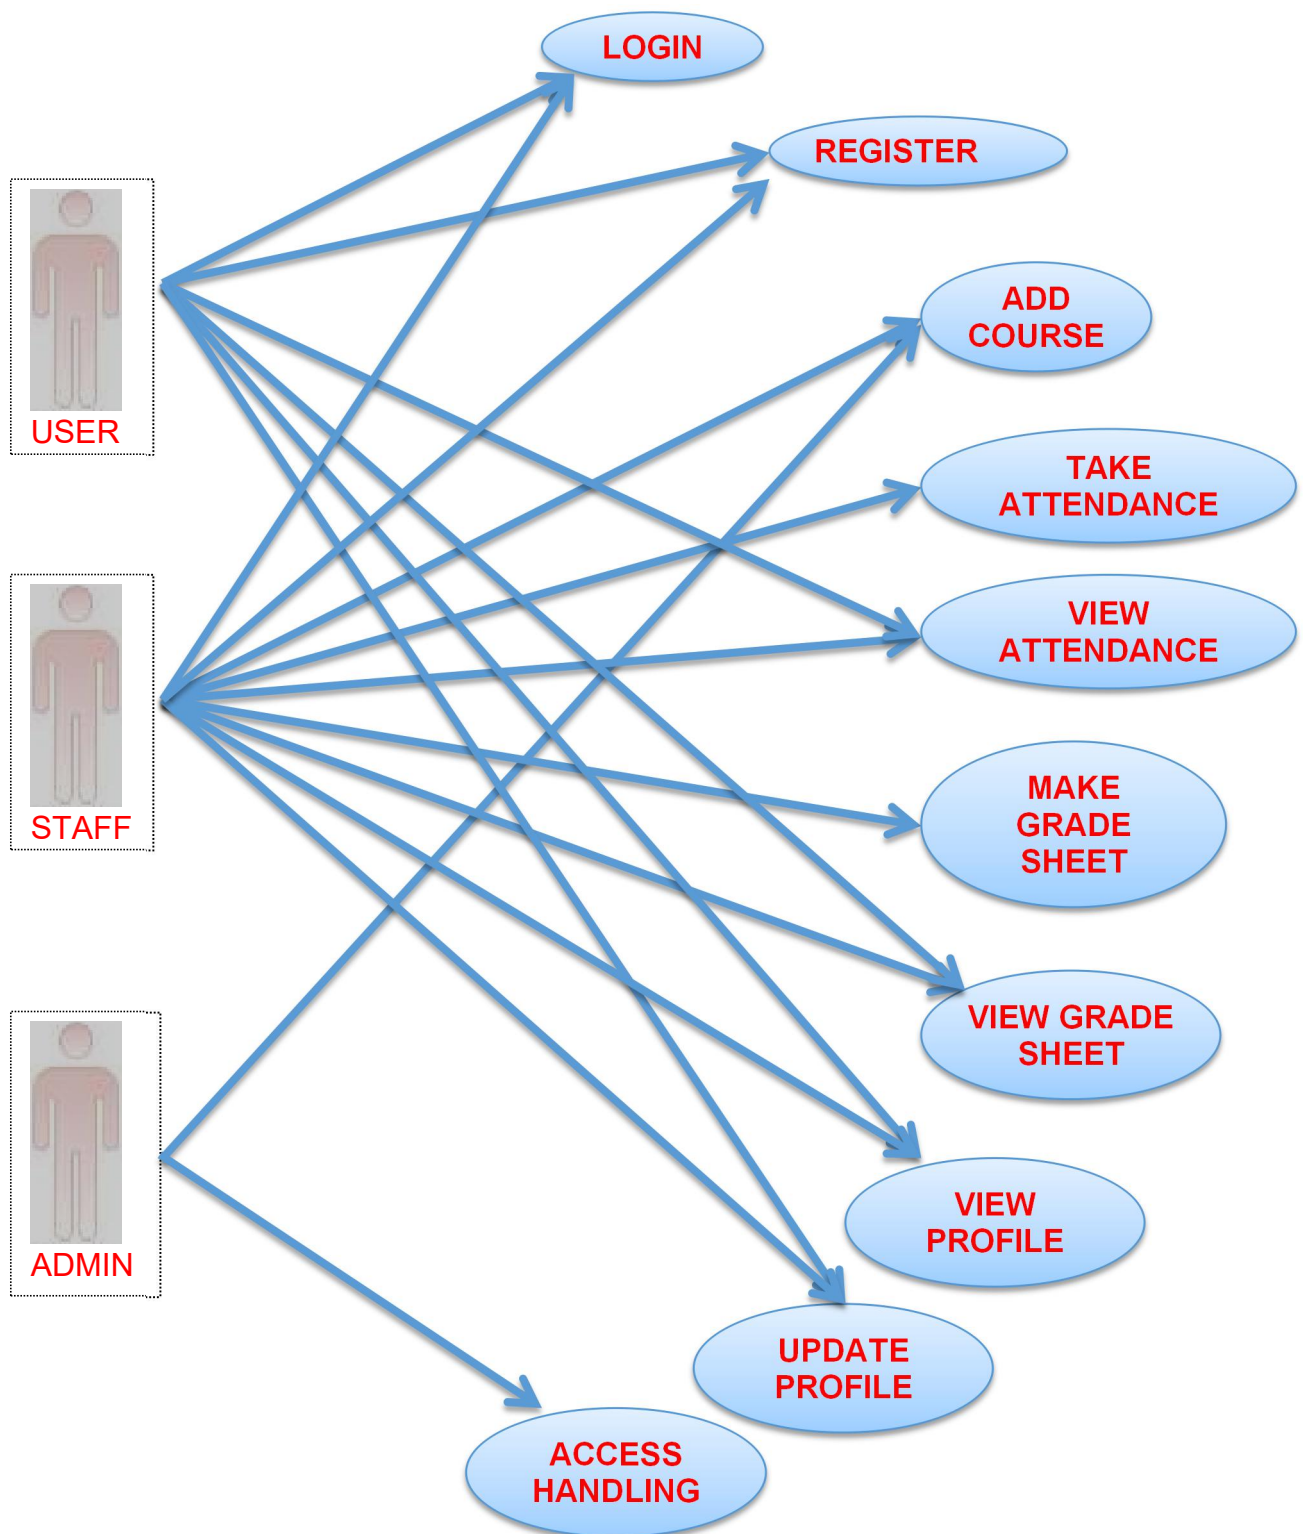 LOGIN
REGISTER
USER
ADD
COURSE
TAKE
ATTENDANCE
VIEW
ATTENDANCE
STAFF
MAKE
GRADE
SHEET
VIEW GRADE
SHEET
ADMIN
VIEW
PROFILE
UPDATE
PROFILE
ACCESS
HANDLING